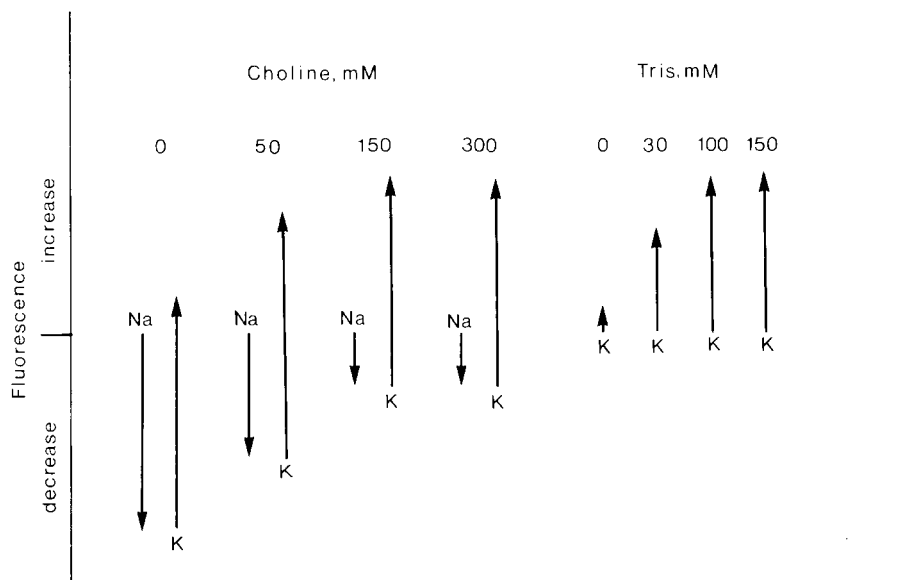 Choline, mM
Tris, mM
0 50 150 300
0 30 100 150
Fluorescence
increase
decrease
Na Na Na Na
K K K K
K K K K